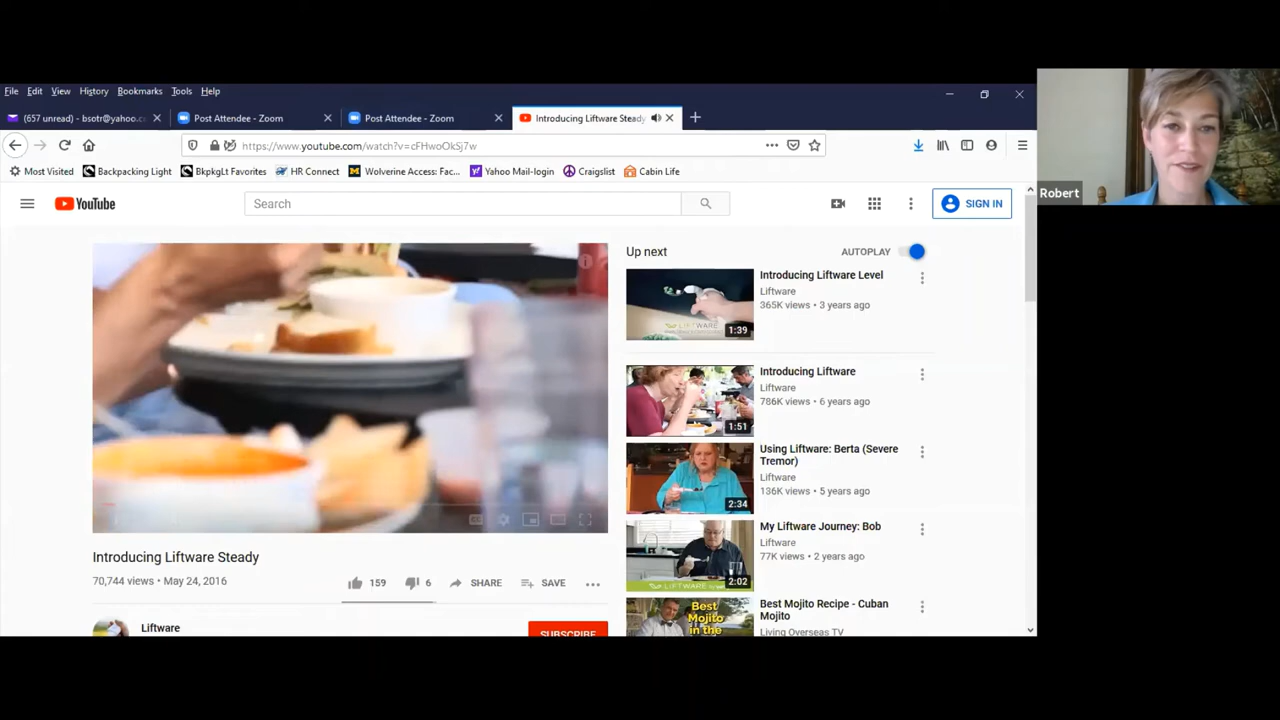 File Edit View History Bookmarks Tools Help
(657 unread) - bsotr@yahoo.c
Post Attendee - Zoom
Post Attendee - Zoom
Introducing Liftware Steady
https://www.youtube.com/watch?v=cFHwoOkSj7w
Most Visited Backpacking Light BkpkgLt Favorites HR Connect Wolverine Access: Fac... Yahoo Mail-login Craigslist Cabin Life
YouTube
Search
SIGN IN
Robert
Up next
AUTOPLAY
Introducing Liftware Level
Liftware
365K views • 3 years ago
1:39
Introducing Liftware
Liftware
786K views • 6 years ago
1:51
Using Liftware: Berta (Severe
Tremor)
Liftware
136K views • 5 years ago
2:34
My Liftware Journey: Bob
Liftware
77K views • 2 years ago
2:02
LIFTWARE
Best Mojito Recipe - Cuban
Mojito
Living Overseas TV
Best
Mojito
in the
Introducing Liftware Steady
70,744 views • May 24, 2016
159 6 SHARE SAVE
Liftware
SUBSCRIBE